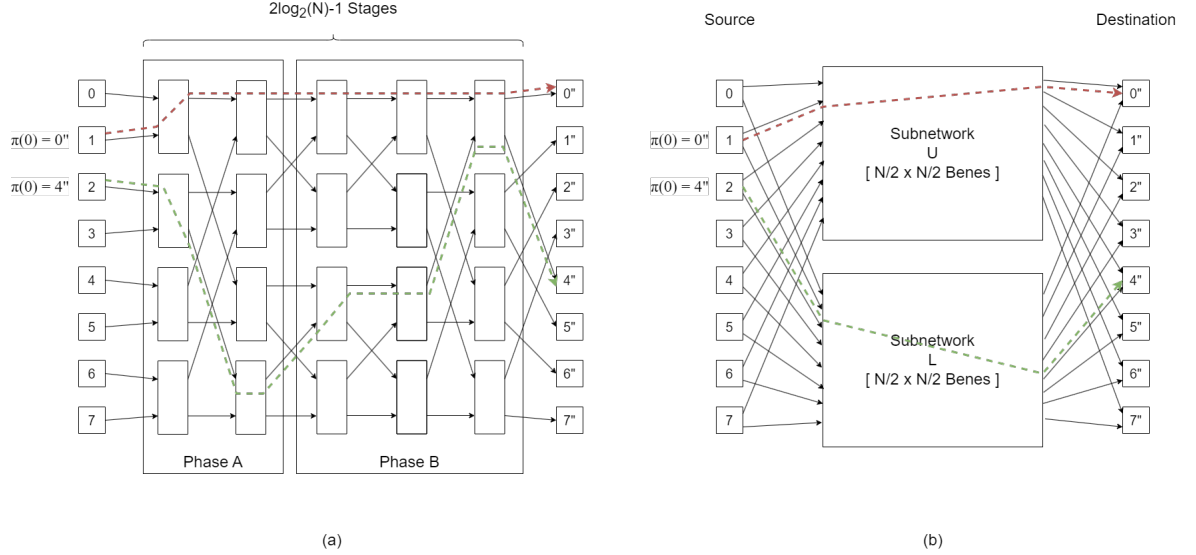 2log₂(N)-1 Stages
0
1
2
3
4
5
6
7
π(0) = 0"
π(0) = 4"
0"
1"
2"
3"
4"
5"
6"
7"
Phase A
Phase B
(a)
Source
Destination
0
1
2
3
4
5
6
7
π(0) = 0"
π(0) = 4"
Subnetwork
U
[ N/2 x N/2 Benes ]
Subnetwork
L
[ N/2 x N/2 Benes ]
0"
1"
2"
3"
4"
5"
6"
7"
(b)